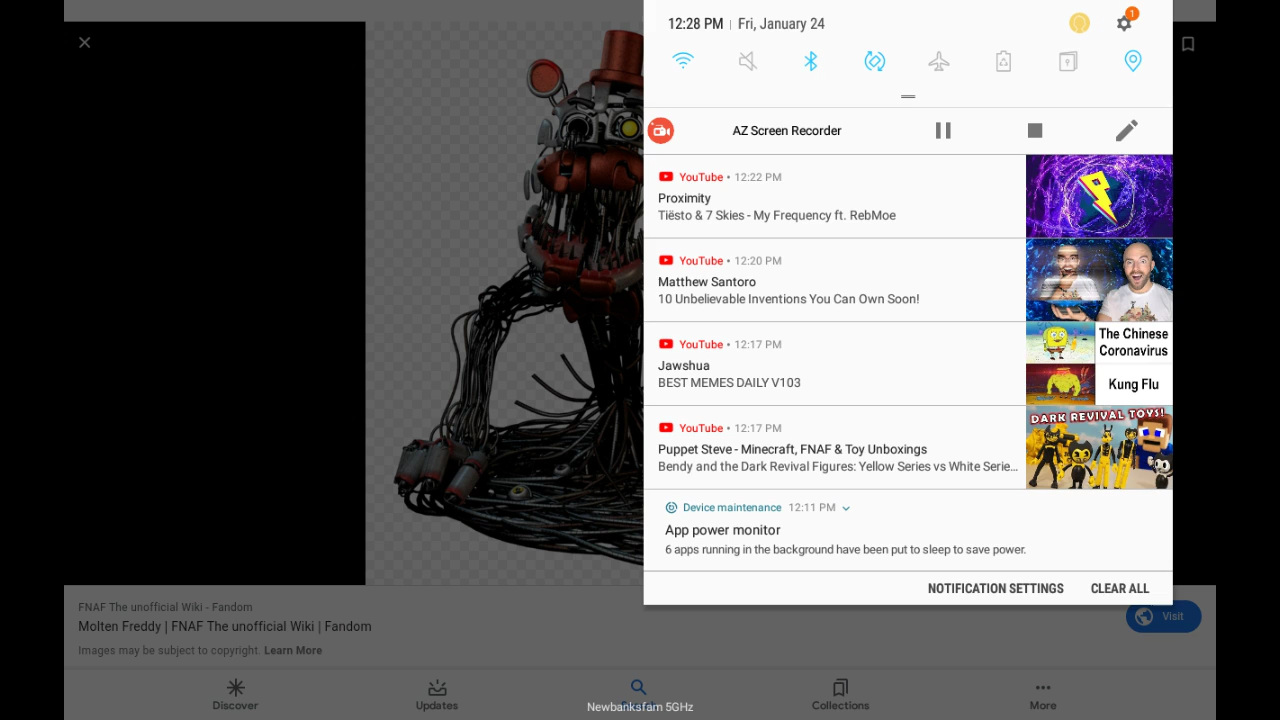 12:28 PM | Fri, January 24
1
AZ Screen Recorder
YouTube • 12:22 PM
Proximity
Tiësto & 7 Skies - My Frequency ft. RebMoe
YouTube • 12:20 PM
Matthew Santoro
10 Unbelievable Inventions You Can Own Soon!
YouTube • 12:17 PM
Jawshua
BEST MEMES DAILY V103
The Chinese
Coronavirus
Kung Flu
YouTube • 12:17 PM
Puppet Steve - Minecraft, FNAF & Toy Unboxings
Bendy and the Dark Revival Figures: Yellow Series vs White Serie...
DARK REVIVAL TOYS!
Device maintenance 12:11 PM
App power monitor
6 apps running in the background have been put to sleep to save power.
NOTIFICATION SETTINGS CLEAR ALL
FNAF The unofficial Wiki - Fandom
Molten Freddy | FNAF The unofficial Wiki | Fandom
Images may be subject to copyright. Learn More
Visit
Discover
Updates
Newbanksfam 5GHz
Collections
More